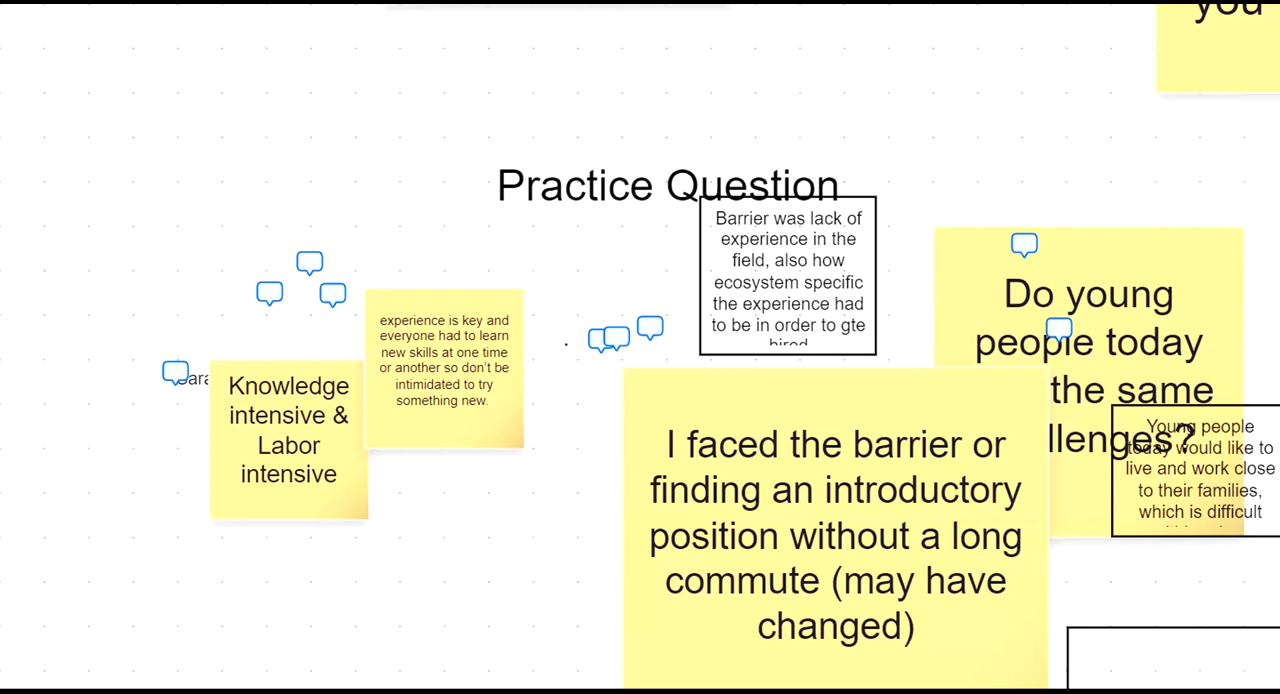 you
Practice Question
Barrier was lack of
experience in the
field, also how
ecosystem specific
the experience had
to be in order to gte
hired
experience is key and
everyone had to learn
new skills at one time
or another so don't be
intimidated to try
something new.
Knowledge
intensive &
Labor
intensive
I faced the barrier or
finding an introductory
position without a long
commute (may have
changed)
Do young
people today
the same
llenges?
Young people
today would like to
live and work close
to their families,
which is difficult